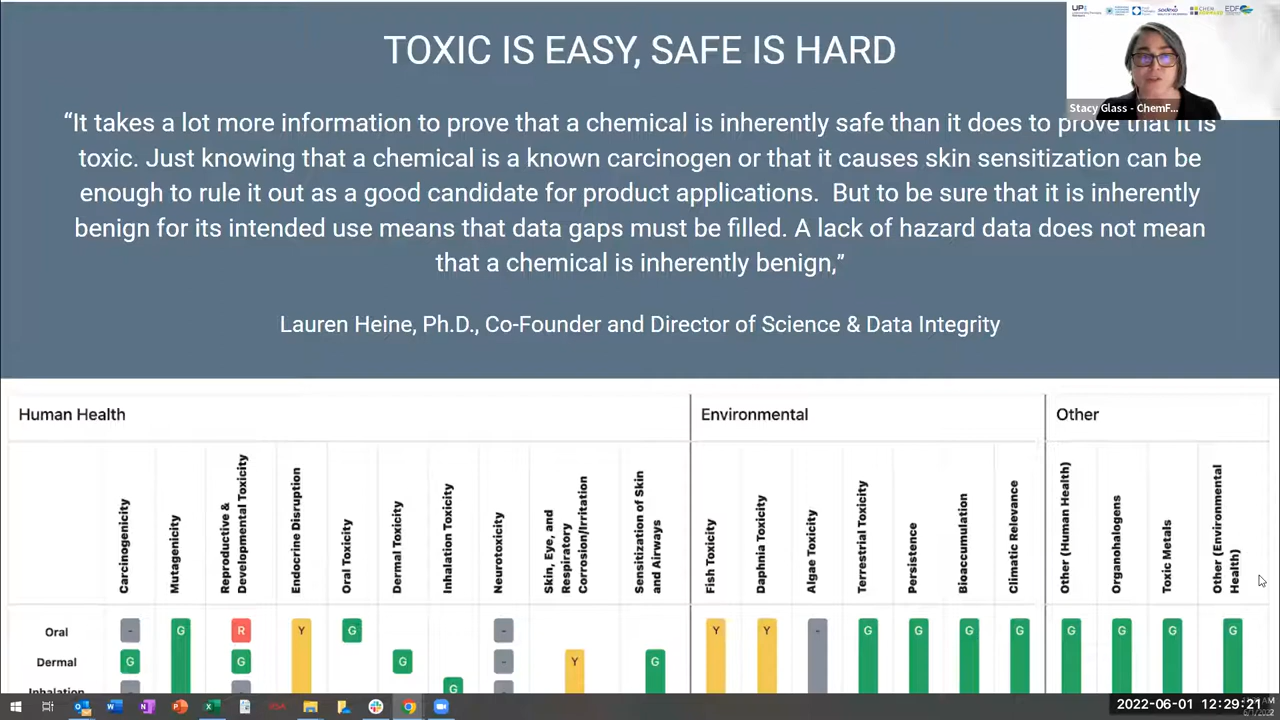 TOXIC IS EASY, SAFE IS HARD
UP
CHEM FORWARD
EDF
Stacy Glass - ChemF...
“It takes a lot more information to prove that a chemical is inherently safe than it does to prove that it is
toxic. Just knowing that a chemical is a known carcinogen or that it causes skin sensitization can be
enough to rule it out as a good candidate for product applications.  But to be sure that it is inherently
benign for its intended use means that data gaps must be filled. A lack of hazard data does not mean
that a chemical is inherently benign,”
Lauren Heine, Ph.D., Co-Founder and Director of Science & Data Integrity
Human Health
Environmental
Other
Carcinogenicity
Mutagenicity
Reproductive &
Developmental Toxicity
Endocrine Disruption
Oral Toxicity
Dermal Toxicity
Inhalation Toxicity
Neurotoxicity
Skin, Eye, and
Respiratory
Corrosion/Irritation
Sensitization of Skin
and Airways
Fish Toxicity
Daphnia Toxicity
Algae Toxicity
Terrestrial Toxicity
Persistence
Bioaccumulation
Climatic Relevance
Other (Human Health)
Organohalogens
Toxic Metals
Other (Environmental
Health)
Oral - G R Y G - Y Y - G G G G G G G G
Dermal G G G - Y G
Inhalation - - G
2022-06-01 12:29:21